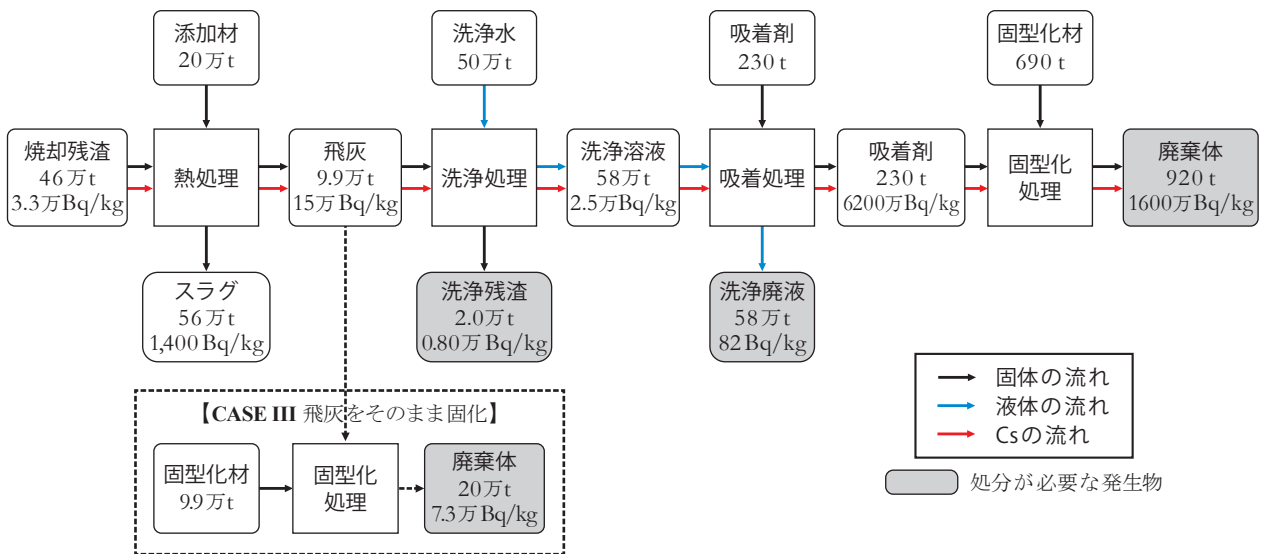 添加材
20万t
洗浄水
50万t
吸着剤
230 t
固型化材
690 t
焼却残渣
46万t
3.3万Bq/kg
熱処理
飛灰
9.9万t
15万Bq/kg
洗浄処理
洗浄溶液
58万t
2.5万Bq/kg
吸着処理
吸着剤
230 t
6200万Bq/kg
固型化
処理
廃棄体
920 t
1600万Bq/kg
スラグ
56万t
1,400 Bq/kg
洗浄残渣
2.0万t
0.80万Bq/kg
洗浄廃液
58万t
82 Bq/kg
【CASE III 飛灰をそのまま固化】
固型化材
9.9万t
固型化
処理
廃棄体
20万t
7.3万Bq/kg
固体の流れ
液体の流れ
Csの流れ
処分が必要な発生物